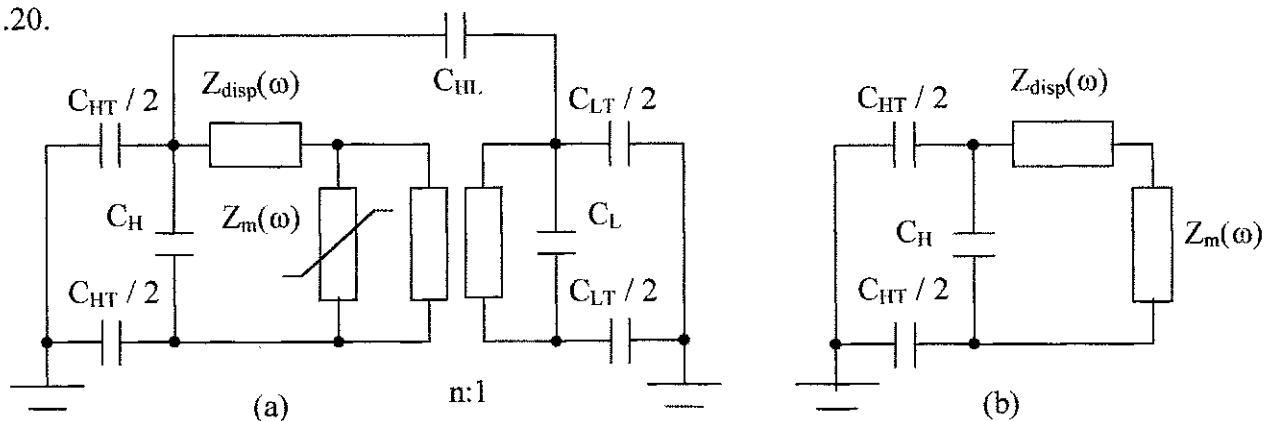 .20.
C_HL
Z_disp(ω)
C_HT / 2
C_LT / 2
C_H
Z_m(ω)
C_L
C_HT / 2
C_LT / 2
n:1
(a)
Z_disp(ω)
C_HT / 2
C_H
Z_m(ω)
C_HT / 2
(b)